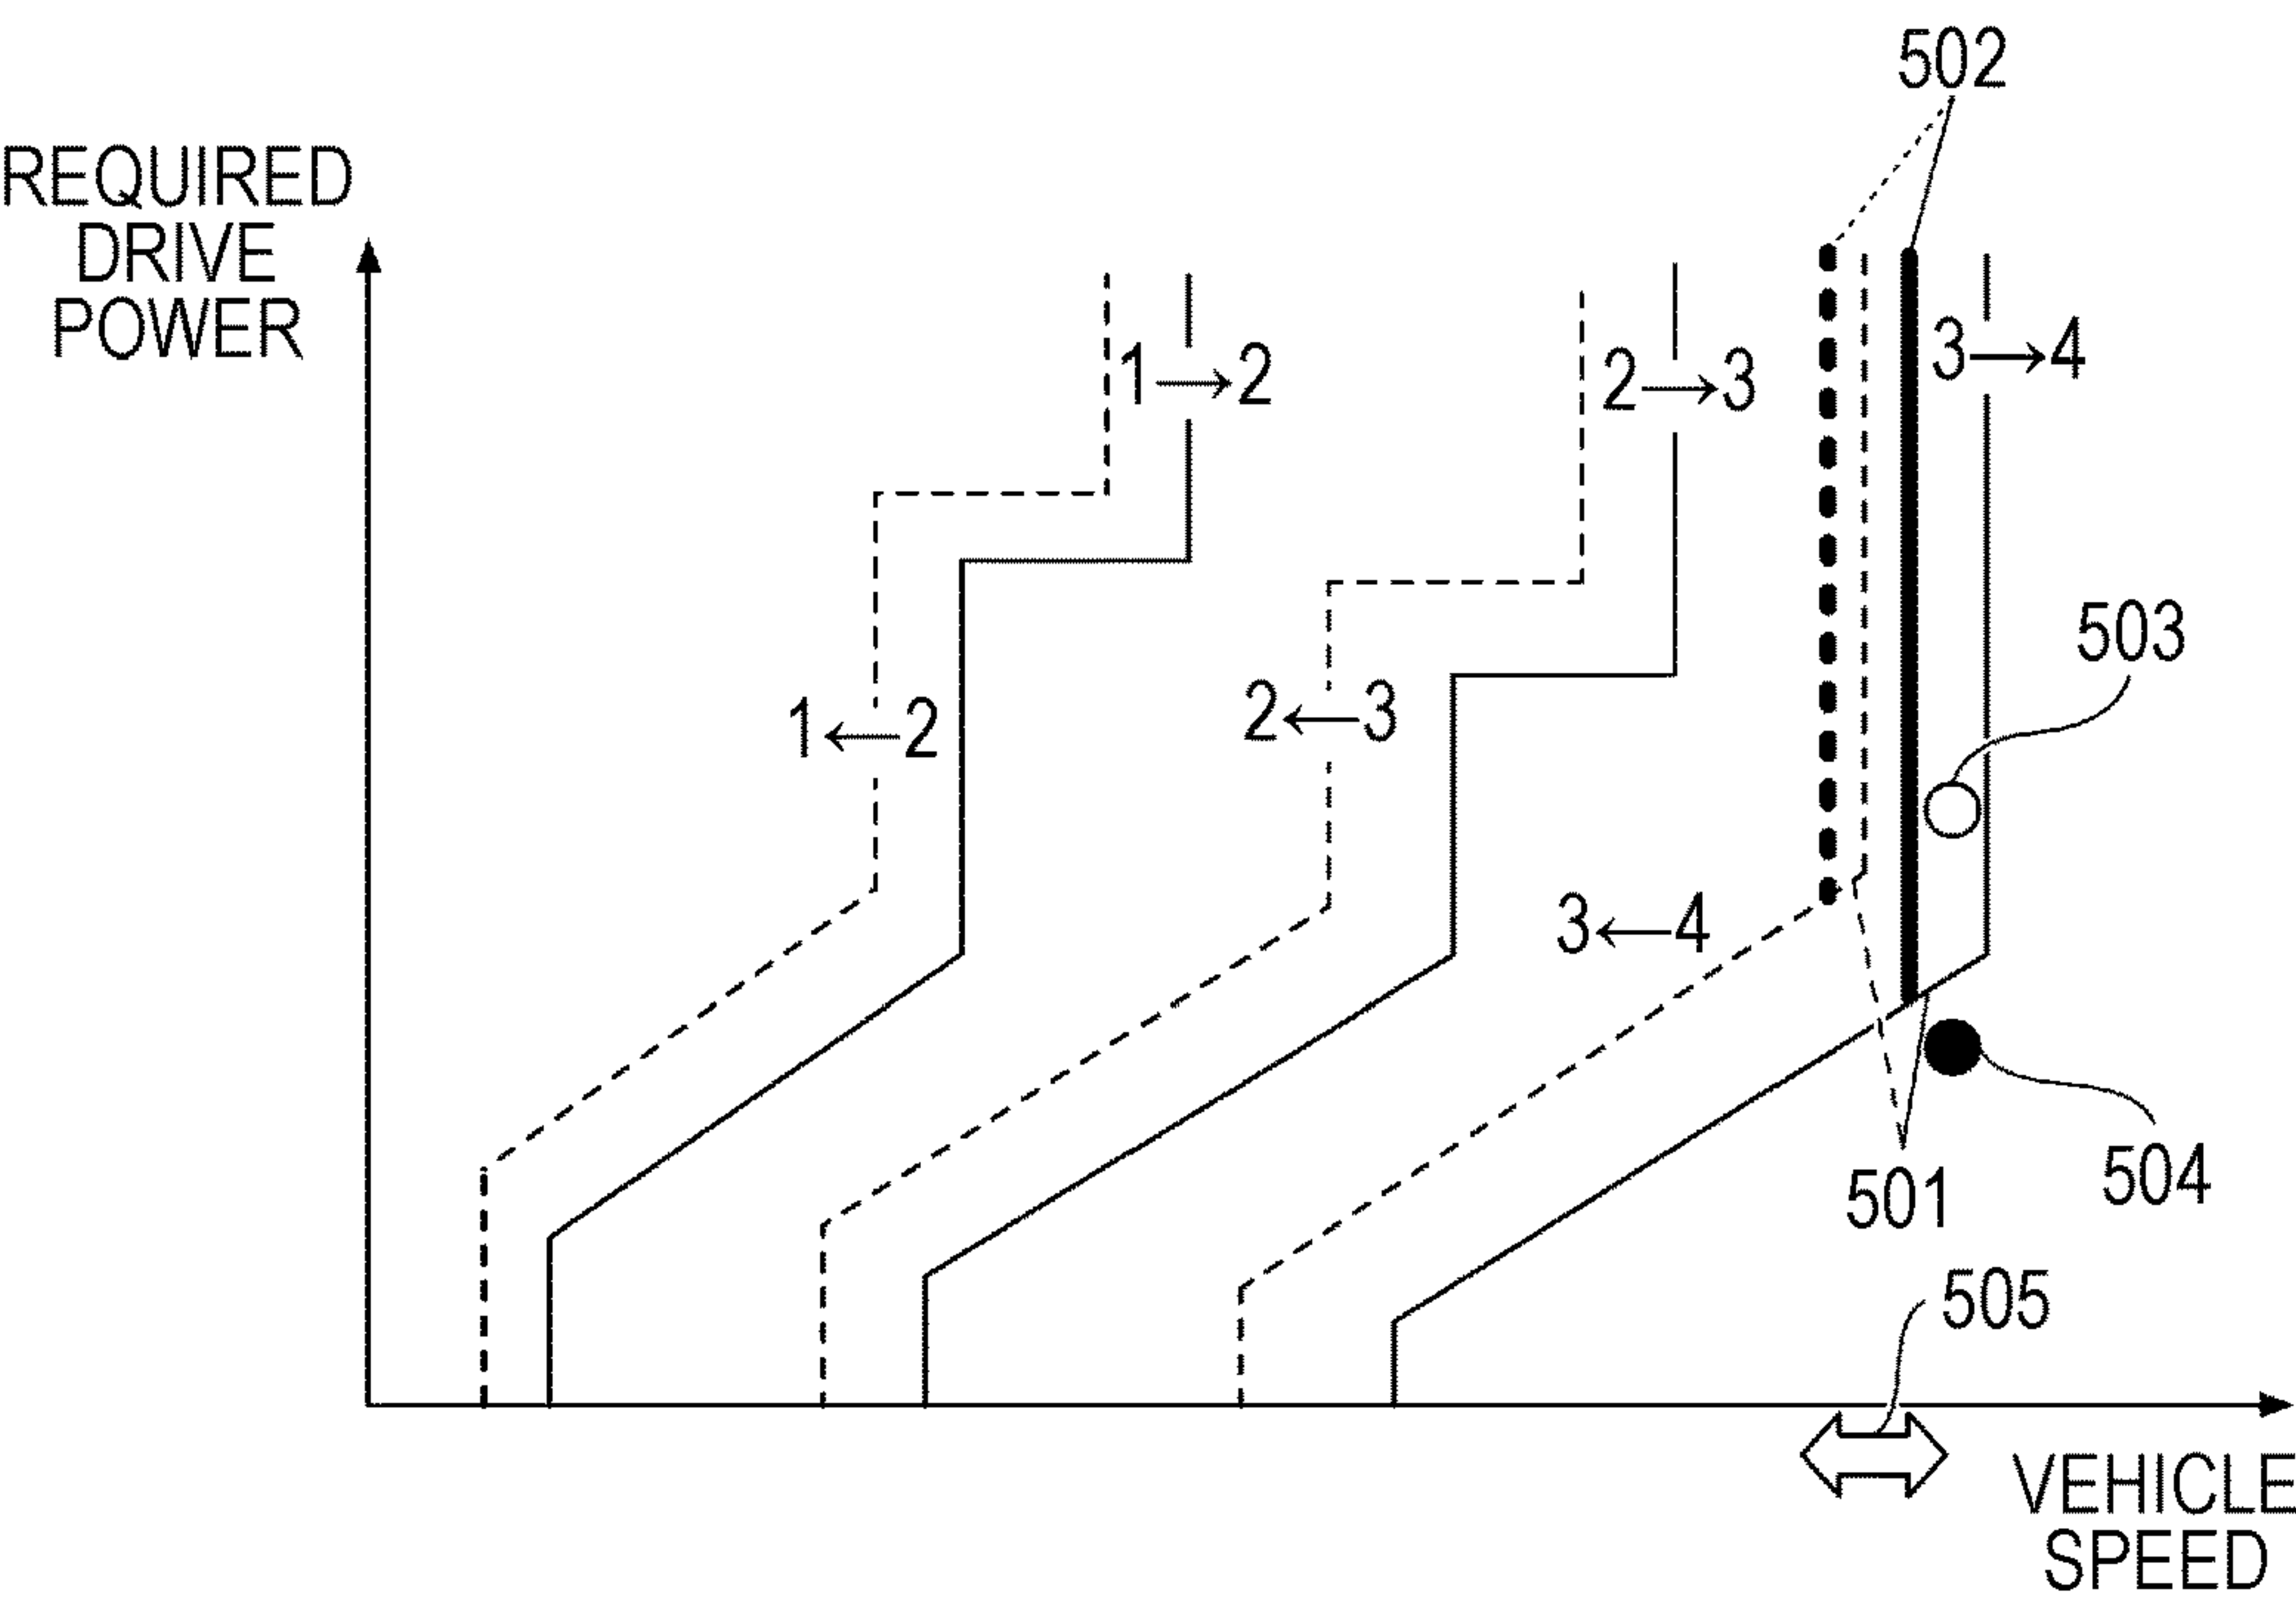 502
REQUIRED
DRIVE
POWER
1→2
2→3
3→4
503
1←2
2←3
3←4
504
501
505
VEHICLE
SPEED